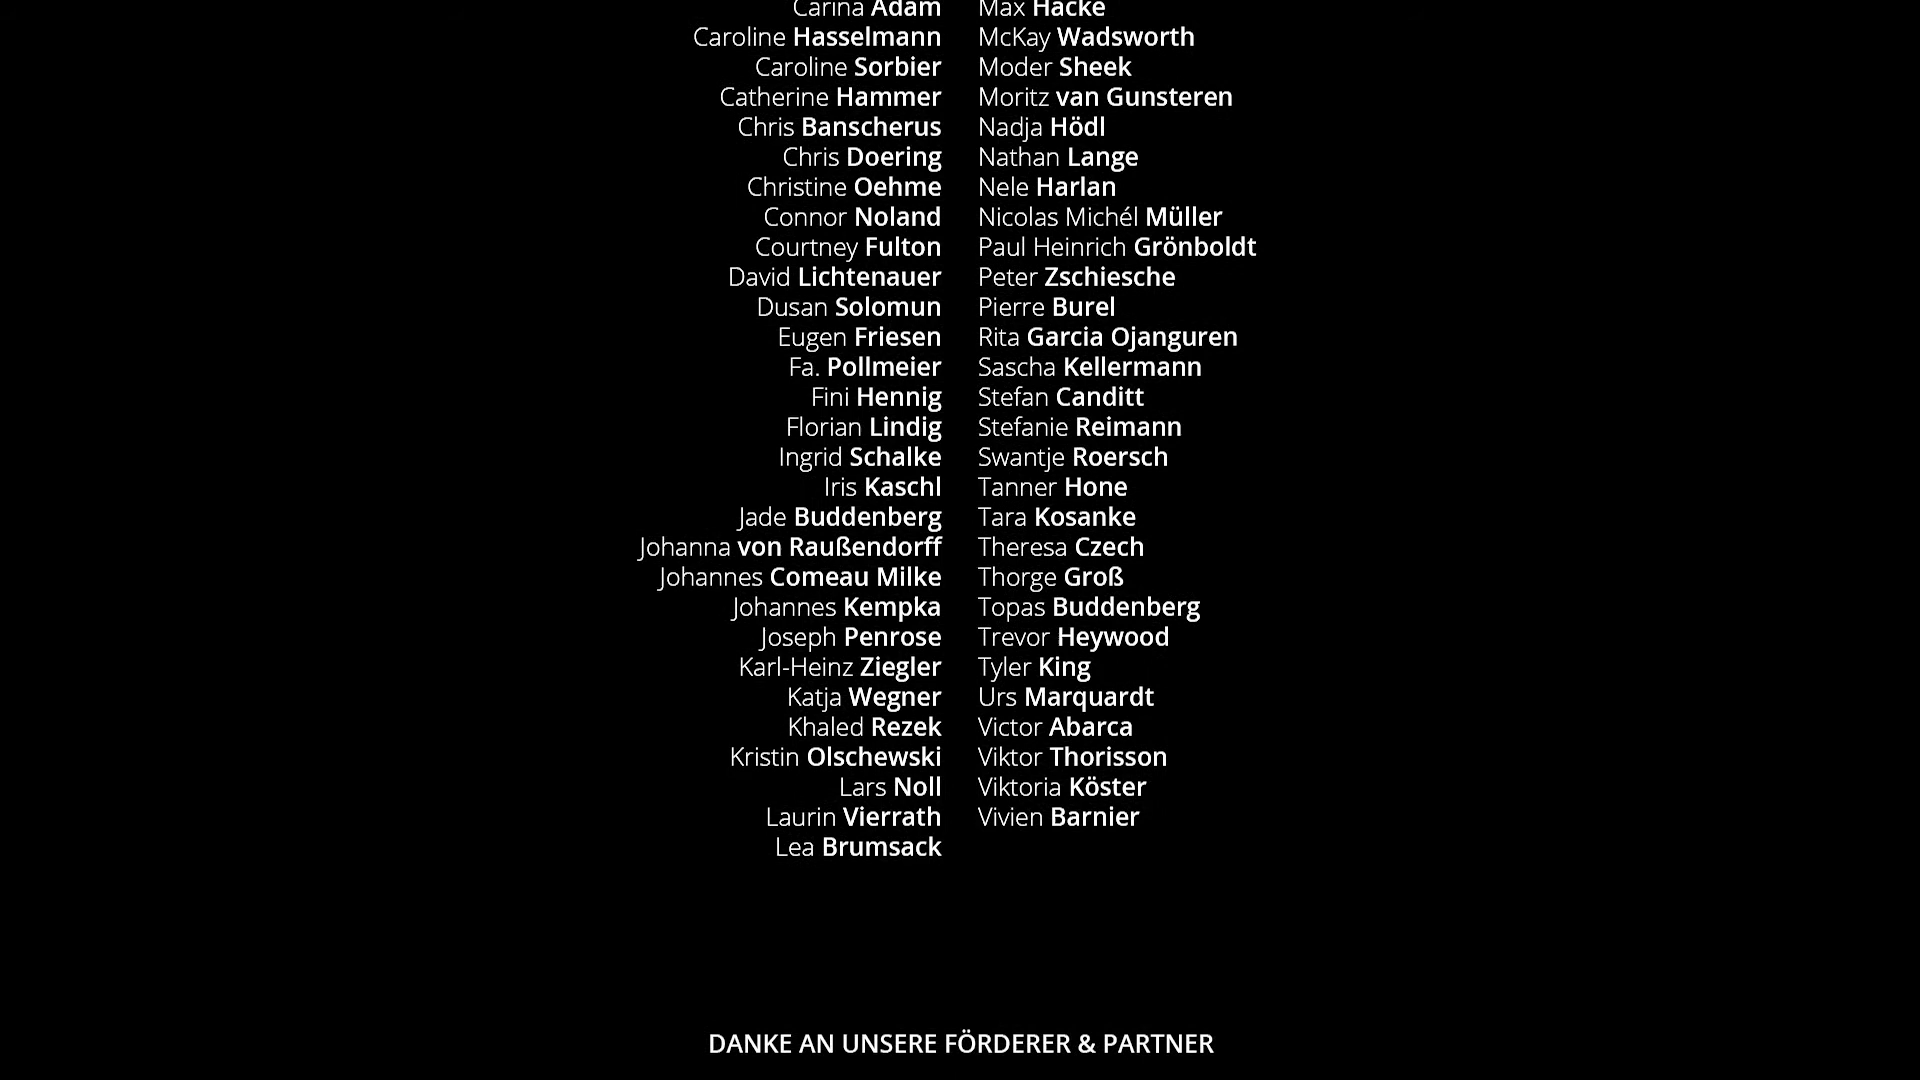 Carina Adam
Caroline Hasselmann
Caroline Sorbier
Catherine Hammer
Chris Banscherus
Chris Doering
Christine Oehme
Connor Noland
Courtney Fulton
David Lichtenauer
Dusan Solomun
Eugen Friesen
Fa. Pollmeier
Fini Hennig
Florian Lindig
Ingrid Schalke
Iris Kaschl
Jade Buddenberg
Johanna von Raußendorff
Johannes Comeau Milke
Johannes Kempka
Joseph Penrose
Karl-Heinz Ziegler
Katja Wegner
Khaled Rezek
Kristin Olschewski
Lars Noll
Laurin Vierrath
Lea Brumsack
Max Hacke
McKay Wadsworth
Moder Sheek
Moritz van Gunsteren
Nadja Hödl
Nathan Lange
Nele Harlan
Nicolas Michél Müller
Paul Heinrich Grönboldt
Peter Zschiesche
Pierre Burel
Rita Garcia Ojanguren
Sascha Kellermann
Stefan Canditt
Stefanie Reimann
Swantje Roersch
Tanner Hone
Tara Kosanke
Theresa Czech
Thorge Groß
Topas Buddenberg
Trevor Heywood
Tyler King
Urs Marquardt
Victor Abarca
Viktor Thorisson
Viktoria Köster
Vivien Barnier
DANKE AN UNSERE FÖRDERER & PARTNER